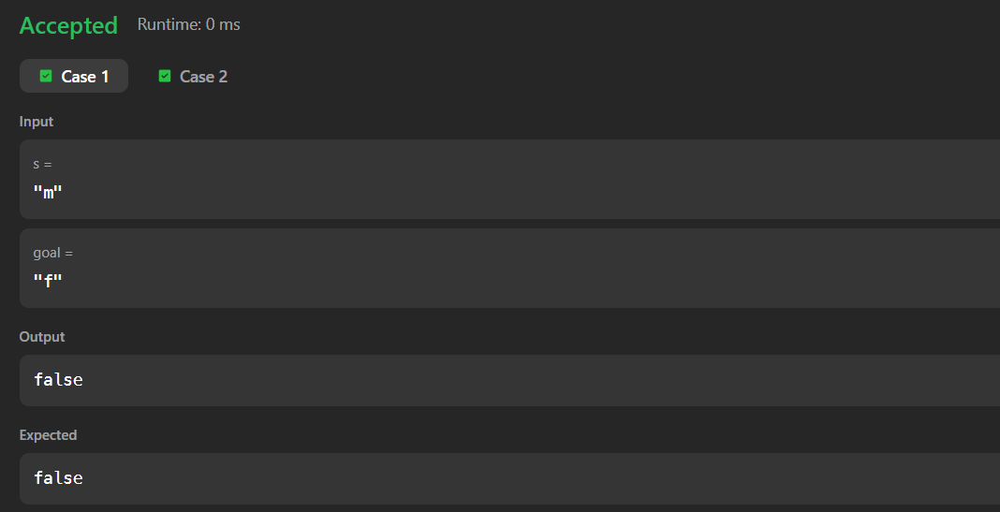 Accepted Runtime: 0 ms
Case 1 Case 2
Input
s =
"m"
goal =
"f"
Output
false
Expected
false